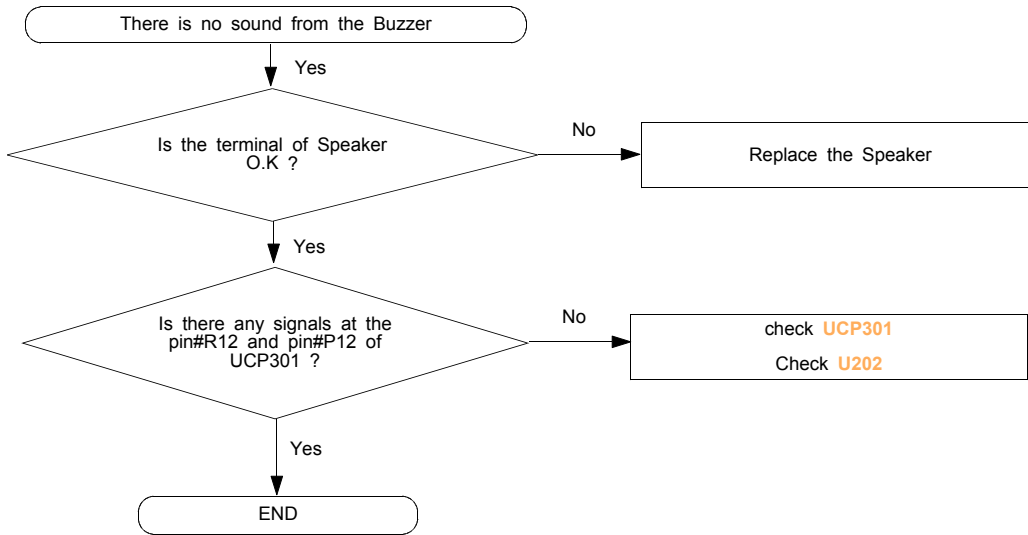 There is no sound from the Buzzer
Yes
Is the terminal of Speaker
O.K ?
No
Replace the Speaker
Yes
Is there any signals at the
pin#R12 and pin#P12 of
UCP301 ?
No
check UCP301
Check U202
Yes
END